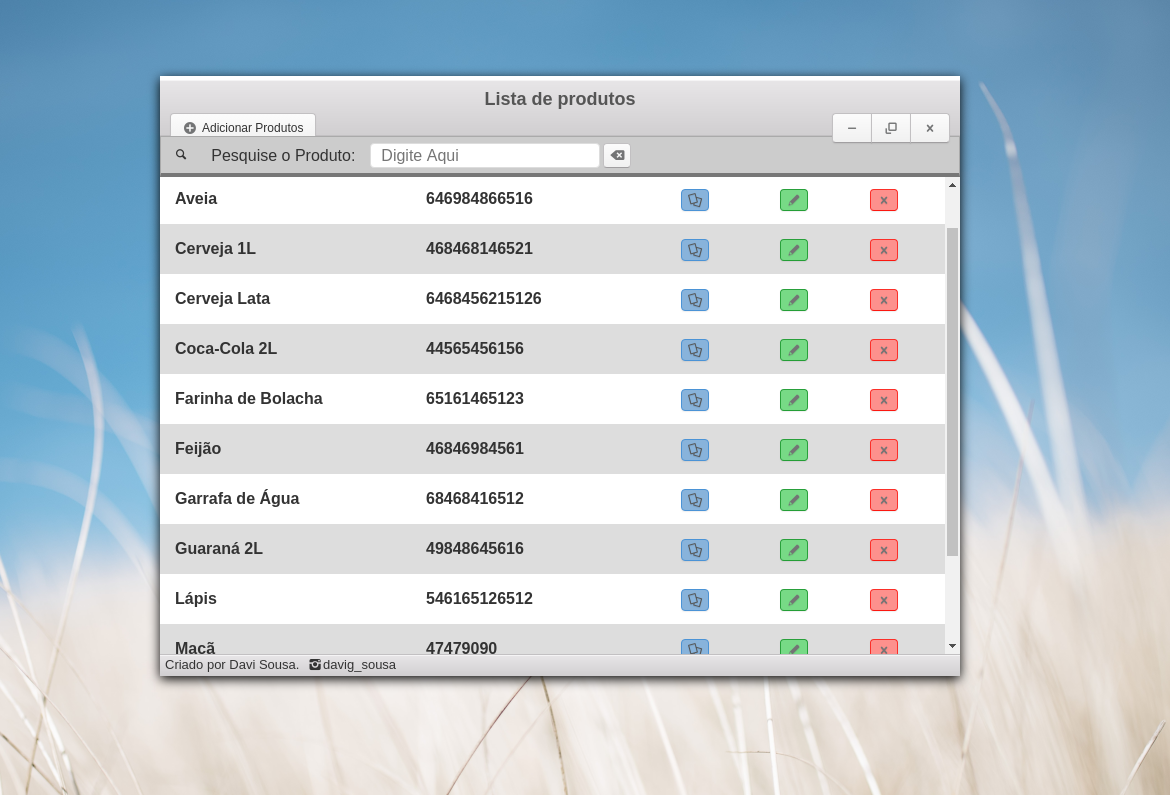 Lista de produtos
Adicionar Produtos
Pesquise o Produto: Digite Aqui
Aveia 646984866516
Cerveja 1L 468468146521
Cerveja Lata 6468456215126
Coca-Cola 2L 44565456156
Farinha de Bolacha 65161465123
Feijão 46846984561
Garrafa de Água 68468416512
Guaraná 2L 49848645616
Lápis 546165126512
Maçã 47479090
Criado por Davi Sousa. davig_sousa